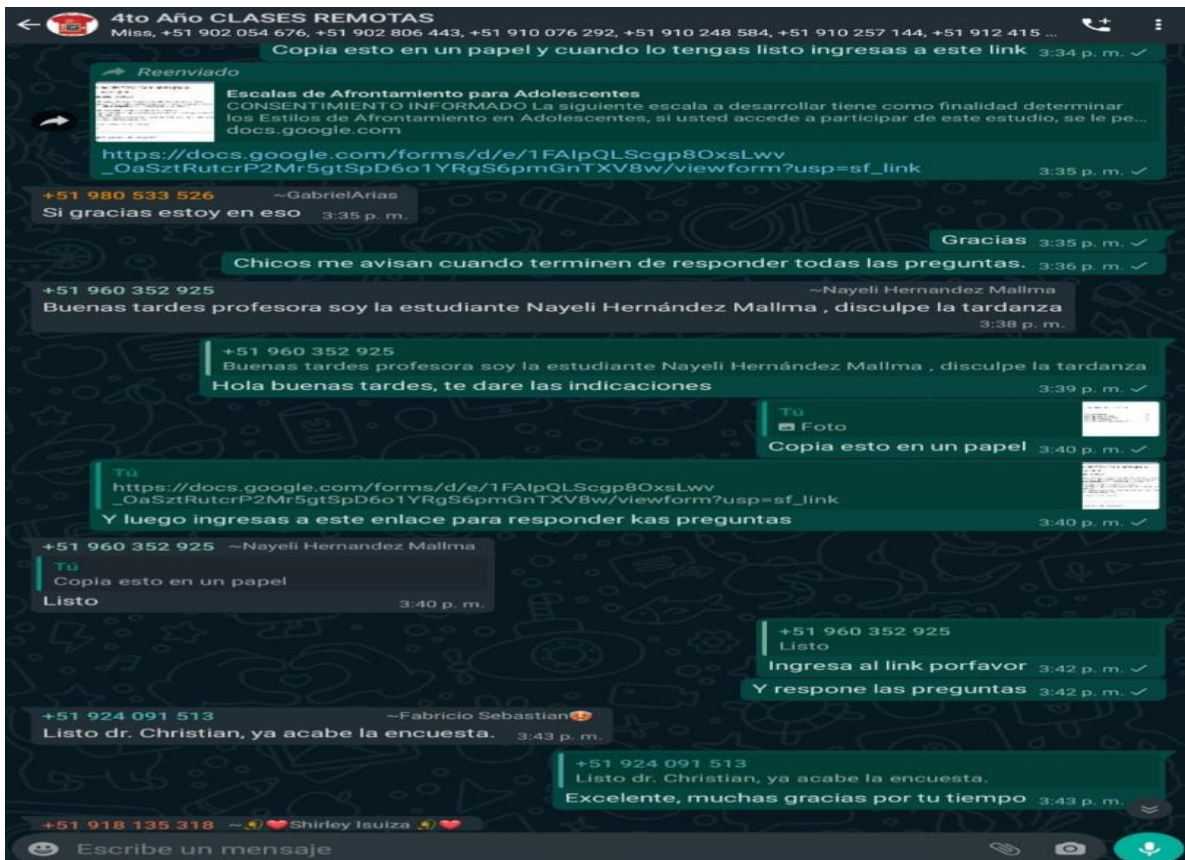 4to Año CLASES REMOTAS
Miss, +51 902 054 676, +51 902 806 443, +51 910 076 292, +51 910 248 584, +51 910 257 144, +51 912 415 ...
Copia esto en un papel y cuando lo tengas listo ingresas a este link 3:34 p. m.
Reenviado
Escalas de Afrontamiento para Adolescentes
CONSENTIMIENTO INFORMADO La siguiente escala a desarrollar tiene como finalidad determinar
los Estilos de Afrontamiento en Adolescentes, si usted accede a participar de este estudio, se le pe...
docs.google.com
https://docs.google.com/forms/d/e/1FAIpQLScgp8OxsLwv
_OaSztRutcrP2Mr5gtSpD6o1YRgS6pmGnTXV8w/viewform?usp=sf_link
3:35 p. m.
+51 980 533 526 ~GabrielArias
Si gracias estoy en eso 3:35 p. m.
Gracias 3:35 p. m.
Chicos me avisan cuando terminen de responder todas las preguntas. 3:36 p. m.
+51 960 352 925 ~Nayeli Hernandez Mallma
Buenas tardes profesora soy la estudiante Nayeli Hernández Mallma , disculpe la tardanza
3:38 p. m.
+51 960 352 925
Buenas tardes profesora soy la estudiante Nayeli Hernández Mallma , disculpe la tardanza
Hola buenas tardes, te dare las indicaciones 3:39 p. m.
Tú
Foto
Copia esto en un papel 3:40 p. m.
Tú
https://docs.google.com/forms/d/e/1FAIpQLScgp8OxsLwv
_OaSztRutcrP2Mr5gtSpD6o1YRgS6pmGnTXV8w/viewform?usp=sf_link
Y luego ingresas a este enlace para responder kas preguntas 3:40 p. m.
+51 960 352 925 ~Nayeli Hernandez Mallma
Tú
Copia esto en un papel
Listo 3:40 p. m.
+51 960 352 925
Listo
Ingresa al link porfavor 3:42 p. m.
Y respone las preguntas 3:42 p. m.
+51 924 091 513 ~Fabricio Sebastian
Listo dr. Christian, ya acabe la encuesta. 3:43 p. m.
+51 924 091 513
Listo dr. Christian, ya acabe la encuesta.
Excelente, muchas gracias por tu tiempo 3:43 p. m.
+51 918 135 318 ~Shirley Isuiza
Escribe un mensaje